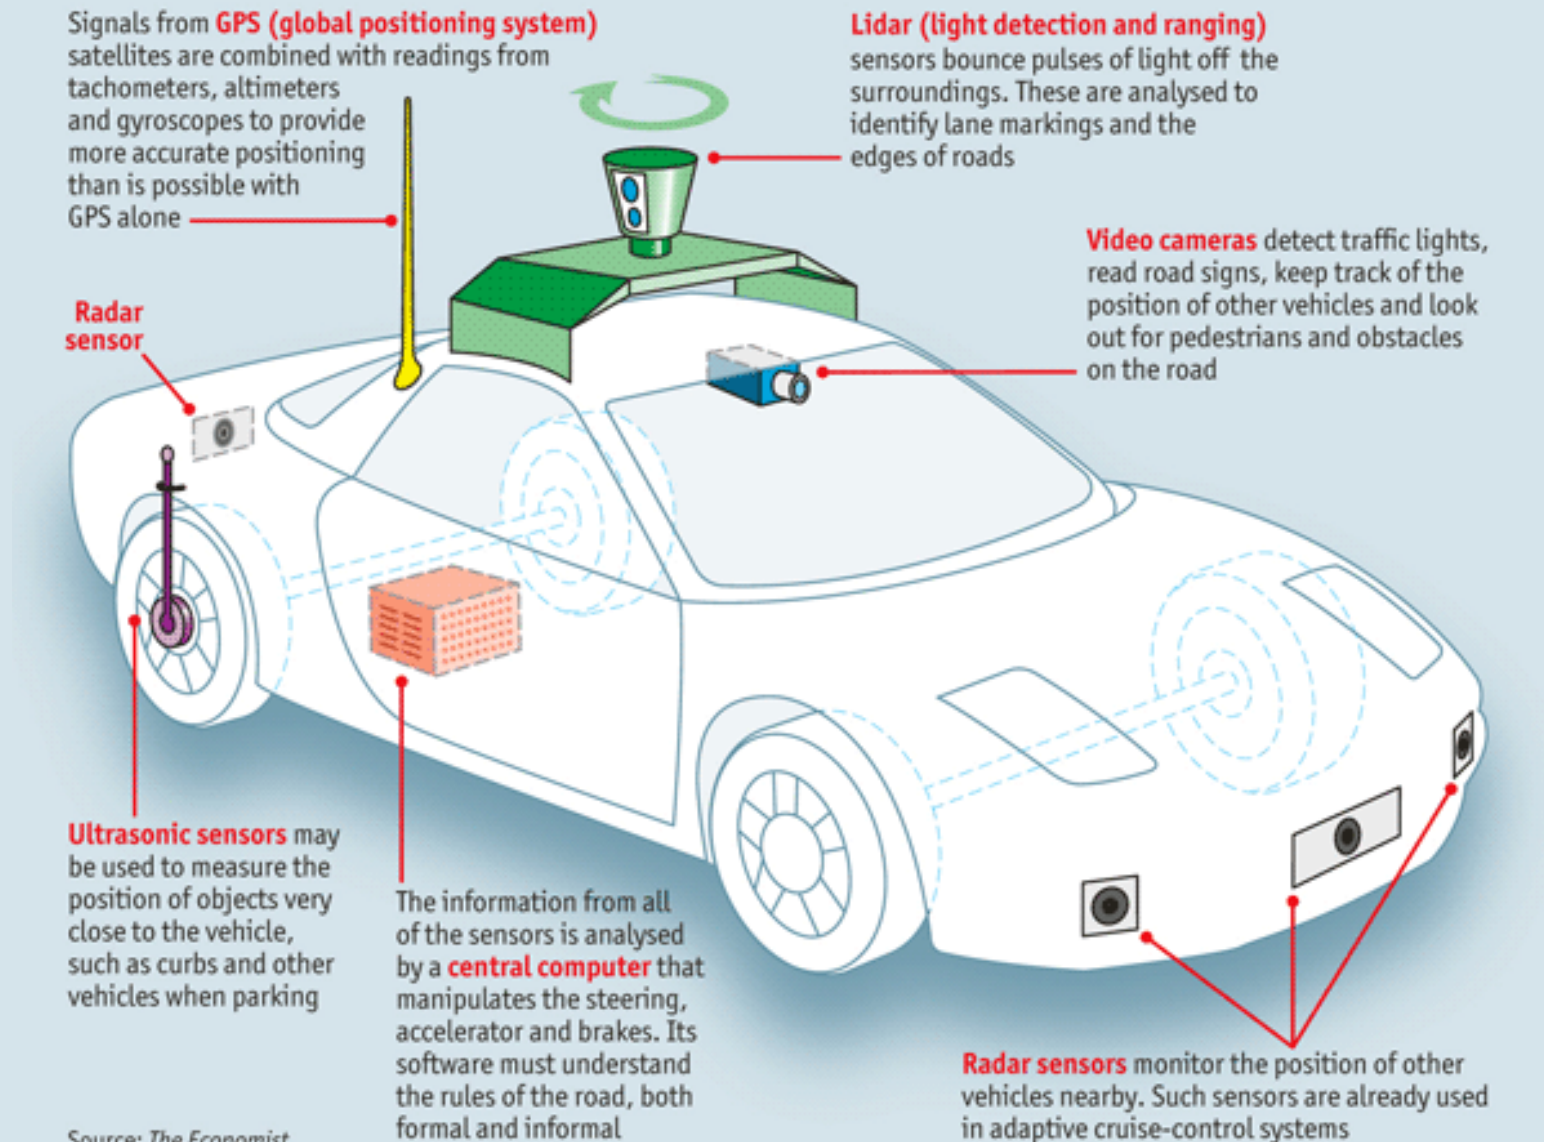 Signals from GPS (global positioning system)
satellites are combined with readings from
tachometers, altimeters
and gyroscopes to provide
more accurate positioning
than is possible with
GPS alone
Lidar (light detection and ranging)
sensors bounce pulses of light off the
surroundings. These are analysed to
identify lane markings and the
edges of roads
Video cameras detect traffic lights,
read road signs, keep track of the
position of other vehicles and look
out for pedestrians and obstacles
on the road
Radar
sensor
Ultrasonic sensors may
be used to measure the
position of objects very
close to the vehicle,
such as curbs and other
vehicles when parking
The information from all
of the sensors is analysed
by a central computer that
manipulates the steering,
accelerator and brakes. Its
software must understand
the rules of the road, both
formal and informal
Radar sensors monitor the position of other
vehicles nearby. Such sensors are already used
in adaptive cruise-control systems
Source: The Economist